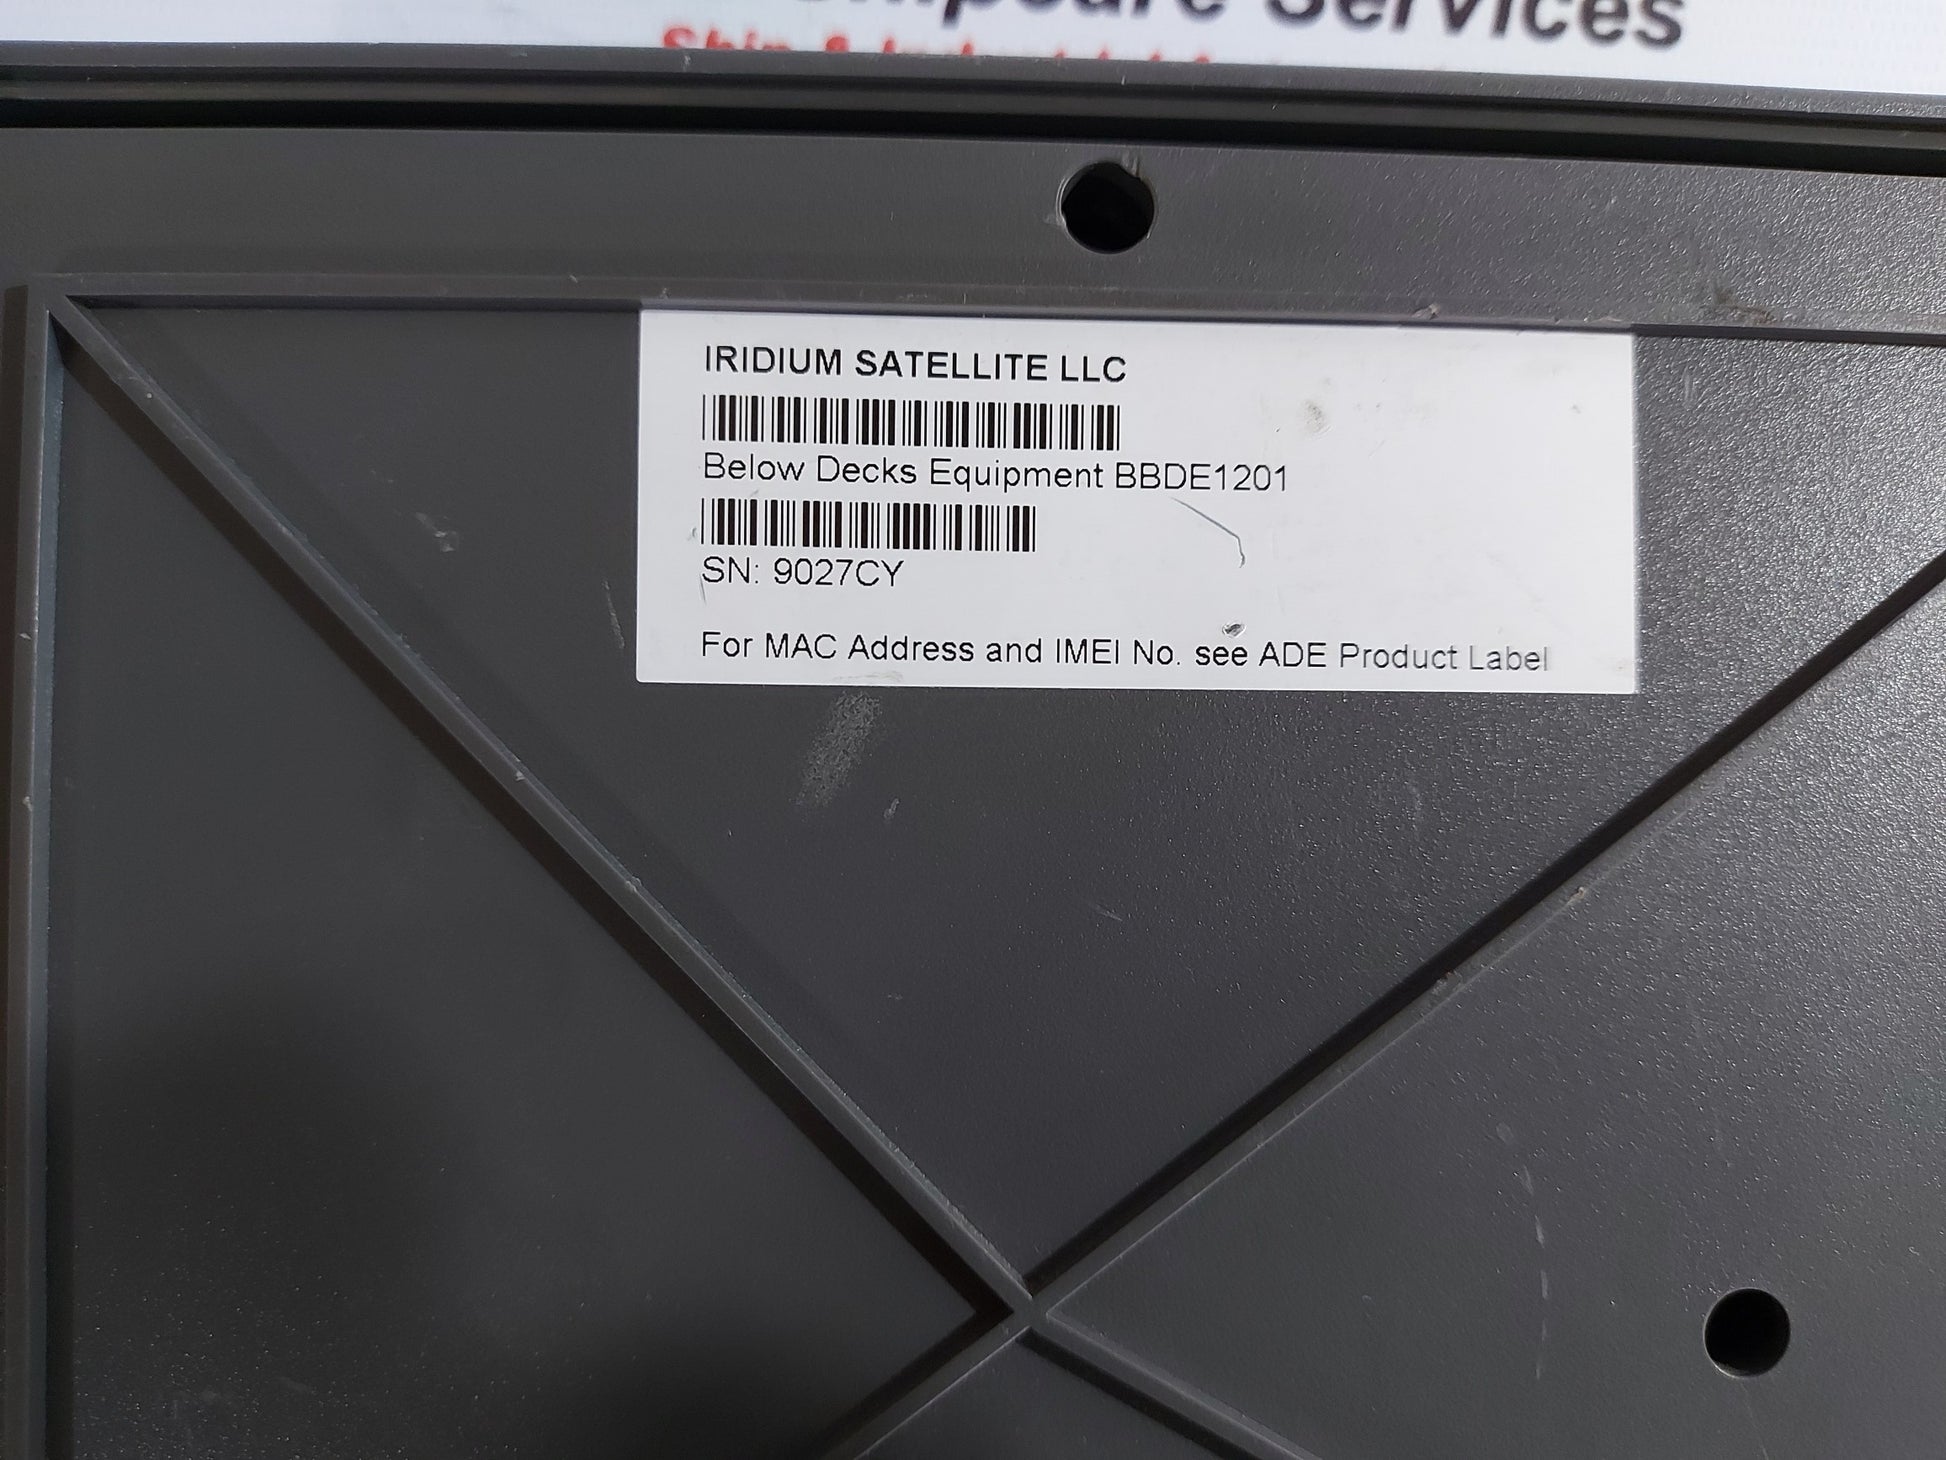 Services
IRIDIUM SATELLITE LLC
Below Decks Equipment BBDE1201
SN: 9027CY
For MAC Address and IMEI No. see ADE Product Label